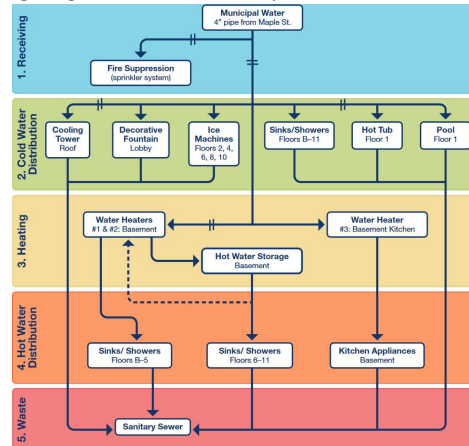 Municipal Water
4" pipe from Maple St.
1. Receiving
Fire Suppression
(sprinkler system)
2. Cold Water
Distribution
Cooling
Tower
Roof
Decorative
Fountain
Lobby
Ice
Machines
Floors 2, 4,
6, 8, 10
Sinks/Showers
Floors B–11
Hot Tub
Floor 1
Pool
Floor 1
3. Heating
Water Heaters
#1 & #2: Basement
Water Heater
#3: Basement Kitchen
Hot Water Storage
Basement
4. Hot Water
Distribution
Sinks/ Showers
Floors B–5
Sinks/ Showers
Floors 6–11
Kitchen Appliances
Basement
5. Waste
Sanitary Sewer